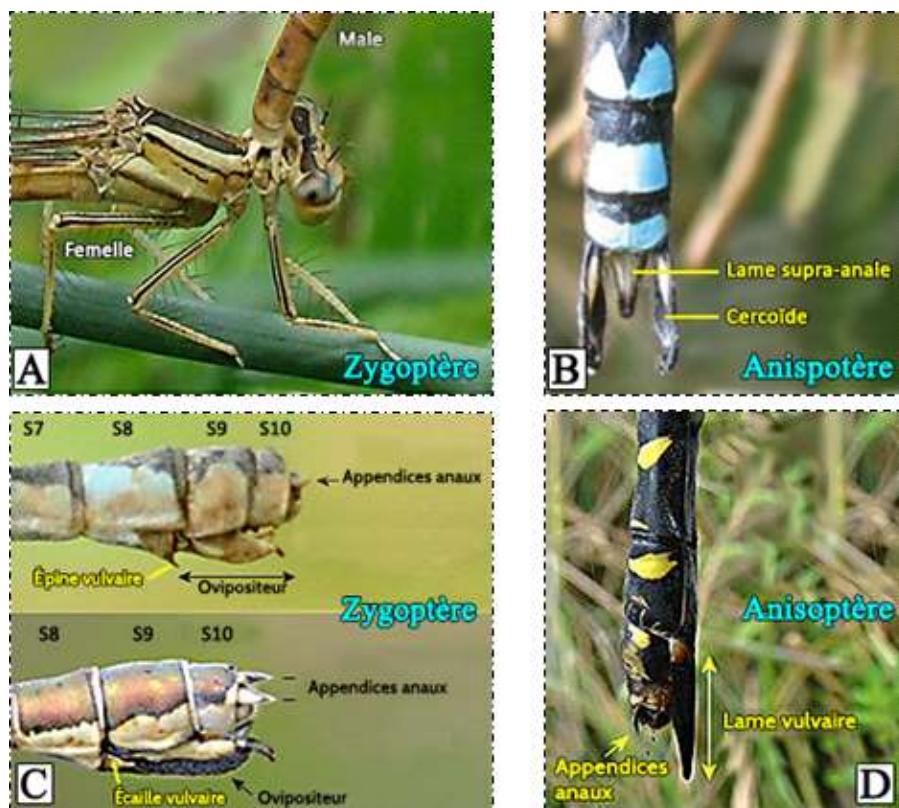 Male
Femelle
A
Zygoptère
Lame supra-anale
Cercoïde
B
Anispotère
S7 S8 S9 S10
Appendices anaux
Épine vulvaire
Ovipositeur
Zygoptère
S8 S9 S10
Appendices anaux
C
Écaille vulvaire
Ovipositeur
Anisoptère
Lame vulvaire
Appendices
anaux
D